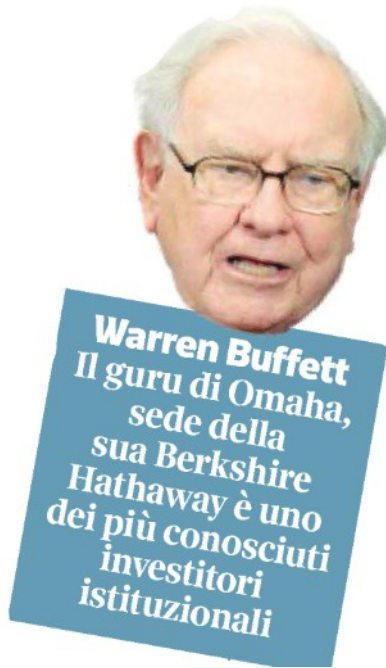 Warren Buffett
Il guru di Omaha,
sede della
sua Berkshire
Hathaway è uno
dei più conosciuti
investitori
istituzionali